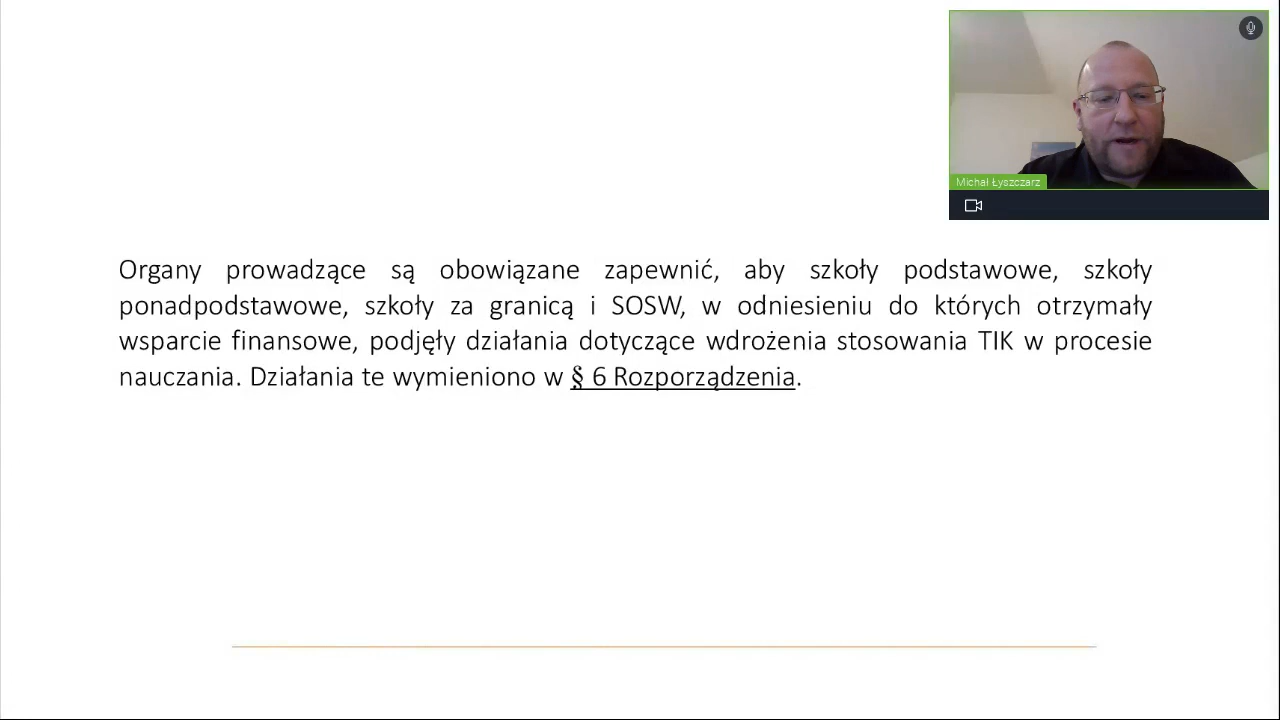 Michał Łyszczarz
Organy prowadzące są obowiązane zapewnić, aby szkoły podstawowe, szkoły
ponadpodstawowe, szkoły za granicą i SOSW, w odniesieniu do których otrzymały
wsparcie finansowe, podjęły działania dotyczące wdrożenia stosowania TIK w procesie
nauczania. Działania te wymieniono w § 6 Rozporządzenia.